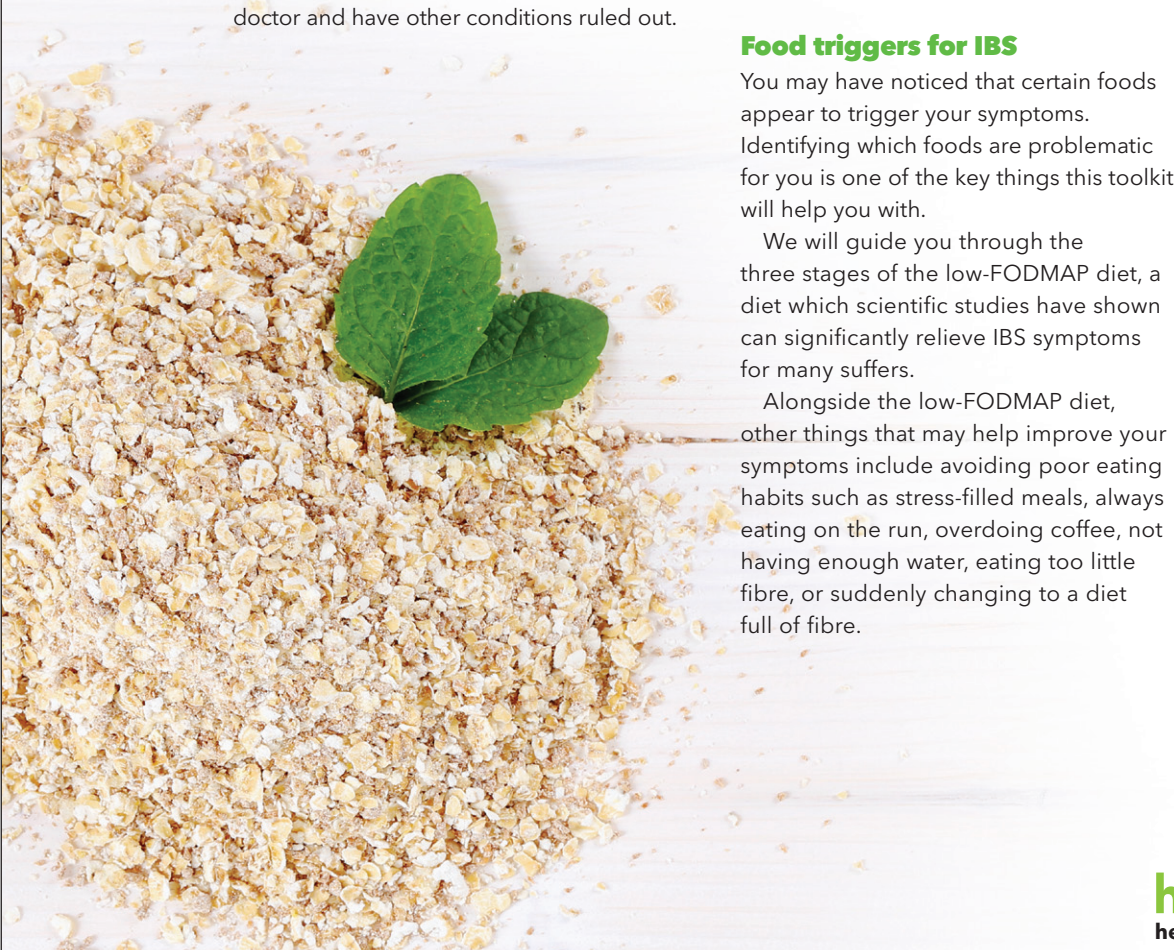 doctor and have other conditions ruled out.
Food triggers for IBS
You may have noticed that certain foods
appear to trigger your symptoms.
Identifying which foods are problematic
for you is one of the key things this toolkit
will help you with.
We will guide you through the
three stages of the low-FODMAP diet, a
diet which scientific studies have shown
can significantly relieve IBS symptoms
for many suffers.
Alongside the low-FODMAP diet,
other things that may help improve your
symptoms include avoiding poor eating
habits such as stress-filled meals, always
eating on the run, overdoing coffee, not
having enough water, eating too little
fibre, or suddenly changing to a diet
full of fibre.